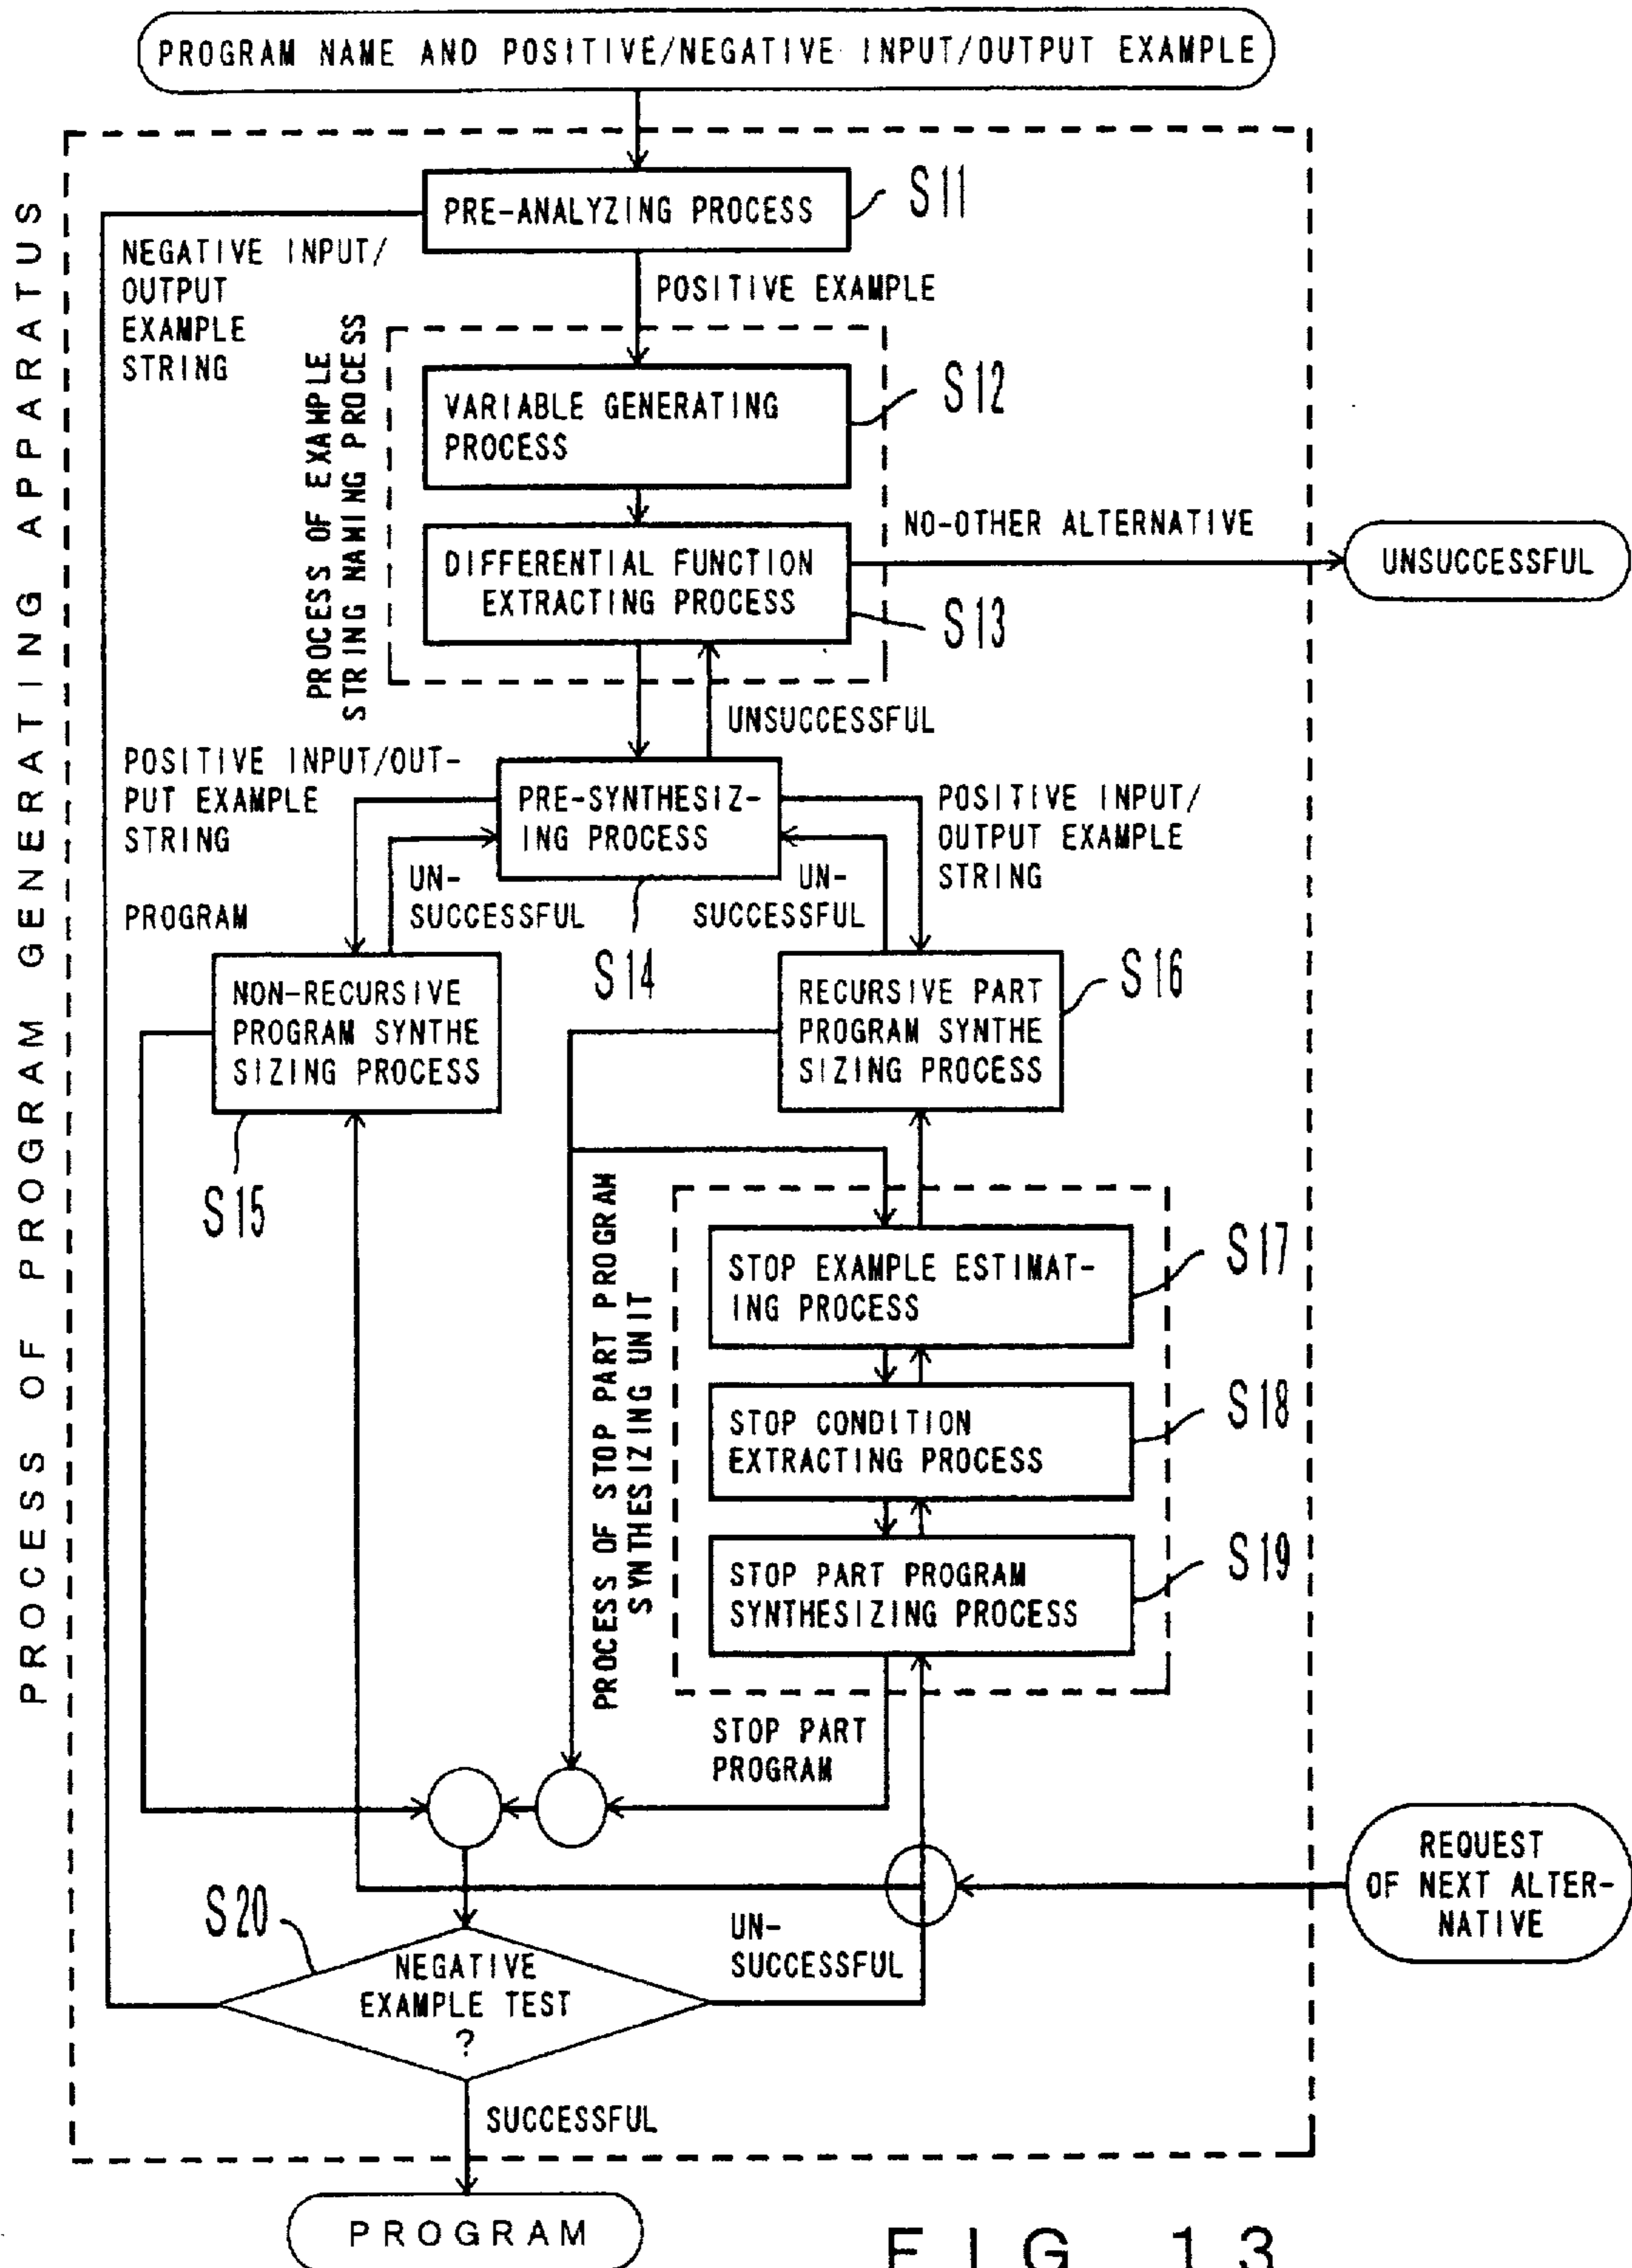 PROGRAM NAME AND POSITIVE/NEGATIVE INPUT/OUTPUT EXAMPLE
PROCESS OF PROGRAM GENERATING APPARATUS
PRE-ANALYZING PROCESS
S11
NEGATIVE INPUT/
OUTPUT
EXAMPLE
STRING
POSITIVE EXAMPLE
PROCESS OF EXAMPLE
STRING NAMING PROCESS
VARIABLE GENERATING
PROCESS
S12
DIFFERENTIAL FUNCTION
EXTRACTING PROCESS
S13
NO-OTHER ALTERNATIVE
UNSUCCESSFUL
UNSUCCESSFUL
POSITIVE INPUT/OUT-
PUT EXAMPLE
STRING
PRE-SYNTHESIZ-
ING PROCESS
POSITIVE INPUT/
OUTPUT EXAMPLE
STRING
UN-
SUCCESSFUL
UN-
SUCCESSFUL
PROGRAM
S14
NON-RECURSIVE
PROGRAM SYNTHE
SIZING PROCESS
S15
RECURSIVE PART
PROGRAM SYNTHE
SIZING PROCESS
S16
PROCESS OF STOP PART PROGRAM
SYNTHESIZING UNIT
STOP EXAMPLE ESTIMAT-
ING PROCESS
S17
STOP CONDITION
EXTRACTING PROCESS
S18
STOP PART PROGRAM
SYNTHESIZING PROCESS
S19
STOP PART
PROGRAM
REQUEST
OF NEXT ALTER-
NATIVE
S20
NEGATIVE
EXAMPLE TEST
?
UN-
SUCCESSFUL
SUCCESSFUL
PROGRAM
FIG. 13